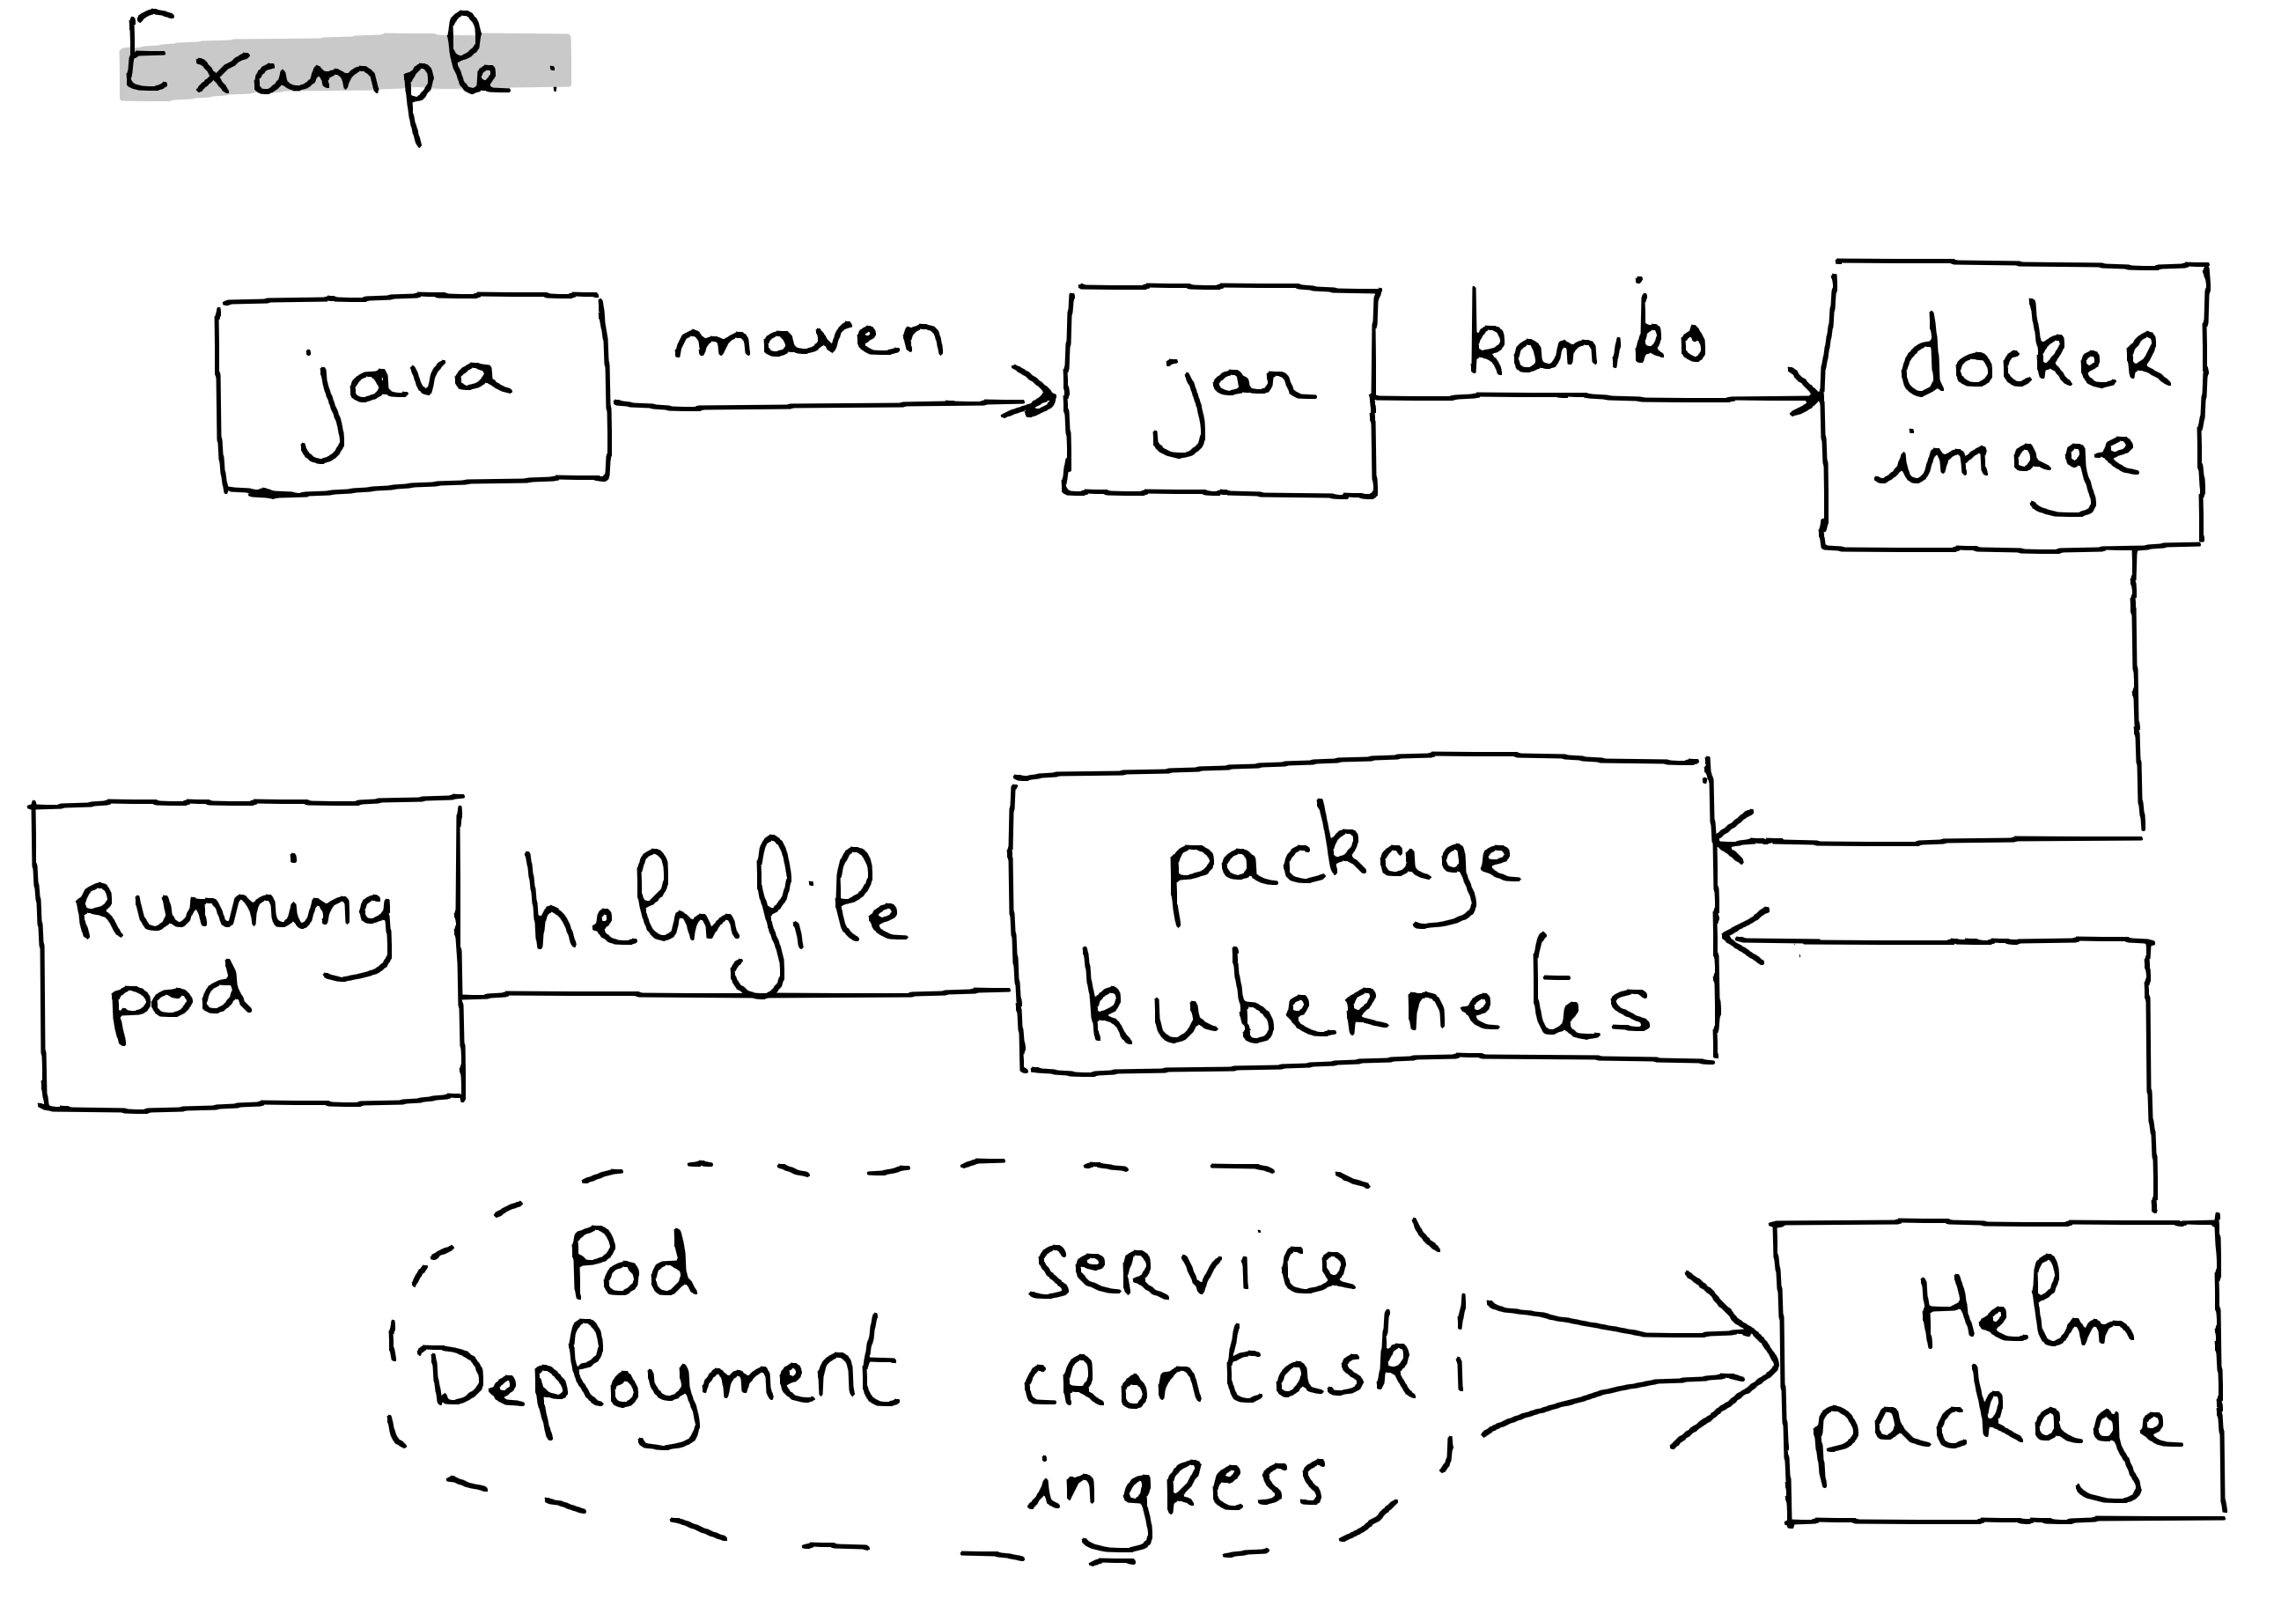 Example:
java
maven
jar
kaniko
docker
image
running
pod
helmfile
package
kubernetes
Pod
service
Deployment
crontask
ingress
Helm
package